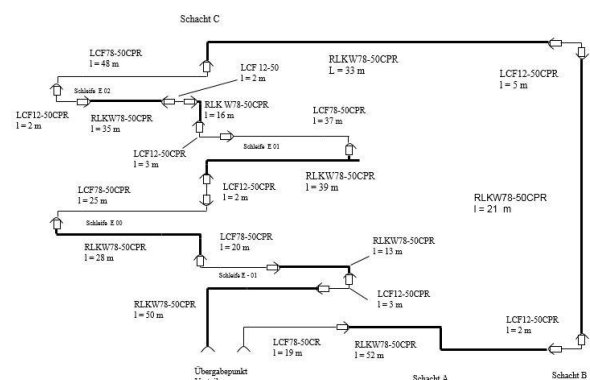 Schacht C
LCF78-50CPR
l = 48 m
RLKW78-50CPR
L = 33 m
LCF 12-50
l = 2 m
LCF12-50CPR
l = 5 m
Schleife E 02
LCF12-50CPR
l = 2 m
RLKW78-50CPR
l = 35 m
RLK W78-50CPR
l = 16 m
LCF78-50CPR
l = 37 m
Schleife E 01
LCF12-50CPR
l = 3 m
LCF78-50CPR
l = 25 m
LCF12-50CPR
l = 2 m
RLKW78-50CPR
l = 39 m
RLKW78-50CPR
l = 21 m
Schleife E 00
RLKW78-50CPR
l = 28 m
LCF78-50CPR
l = 20 m
RLKW78-50CPR
l = 13 m
Schleife E - 01
LCF12-50CPR
l = 3 m
RLKW78-50CPR
l = 50 m
LCF12-50CPR
l = 2 m
LCF78-50CR
l = 19 m
RLKW78-50CPR
l = 52 m
Übergabepunkt
Schacht A
Schacht B